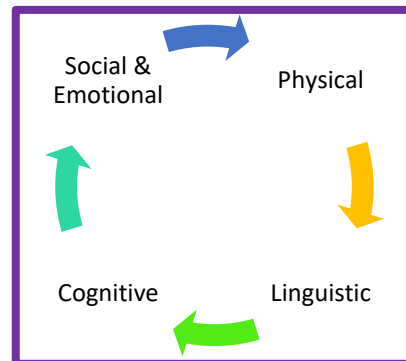 Social &
Emotional
Physical
Cognitive
Linguistic